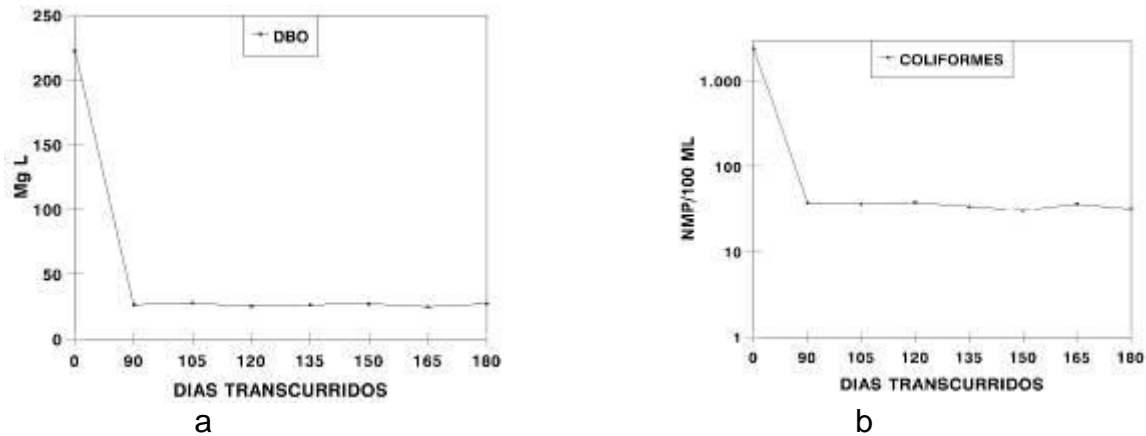 250
200
150
100
50
0
Mg L
DBO
0 90 105 120 135 150 165 180
DIAS TRANSCURRIDOS
a
1.000
100
10
1
NMP/100 ML
COLIFORMES
0 90 105 120 135 150 165 180
DIAS TRANSCURRIDOS
b